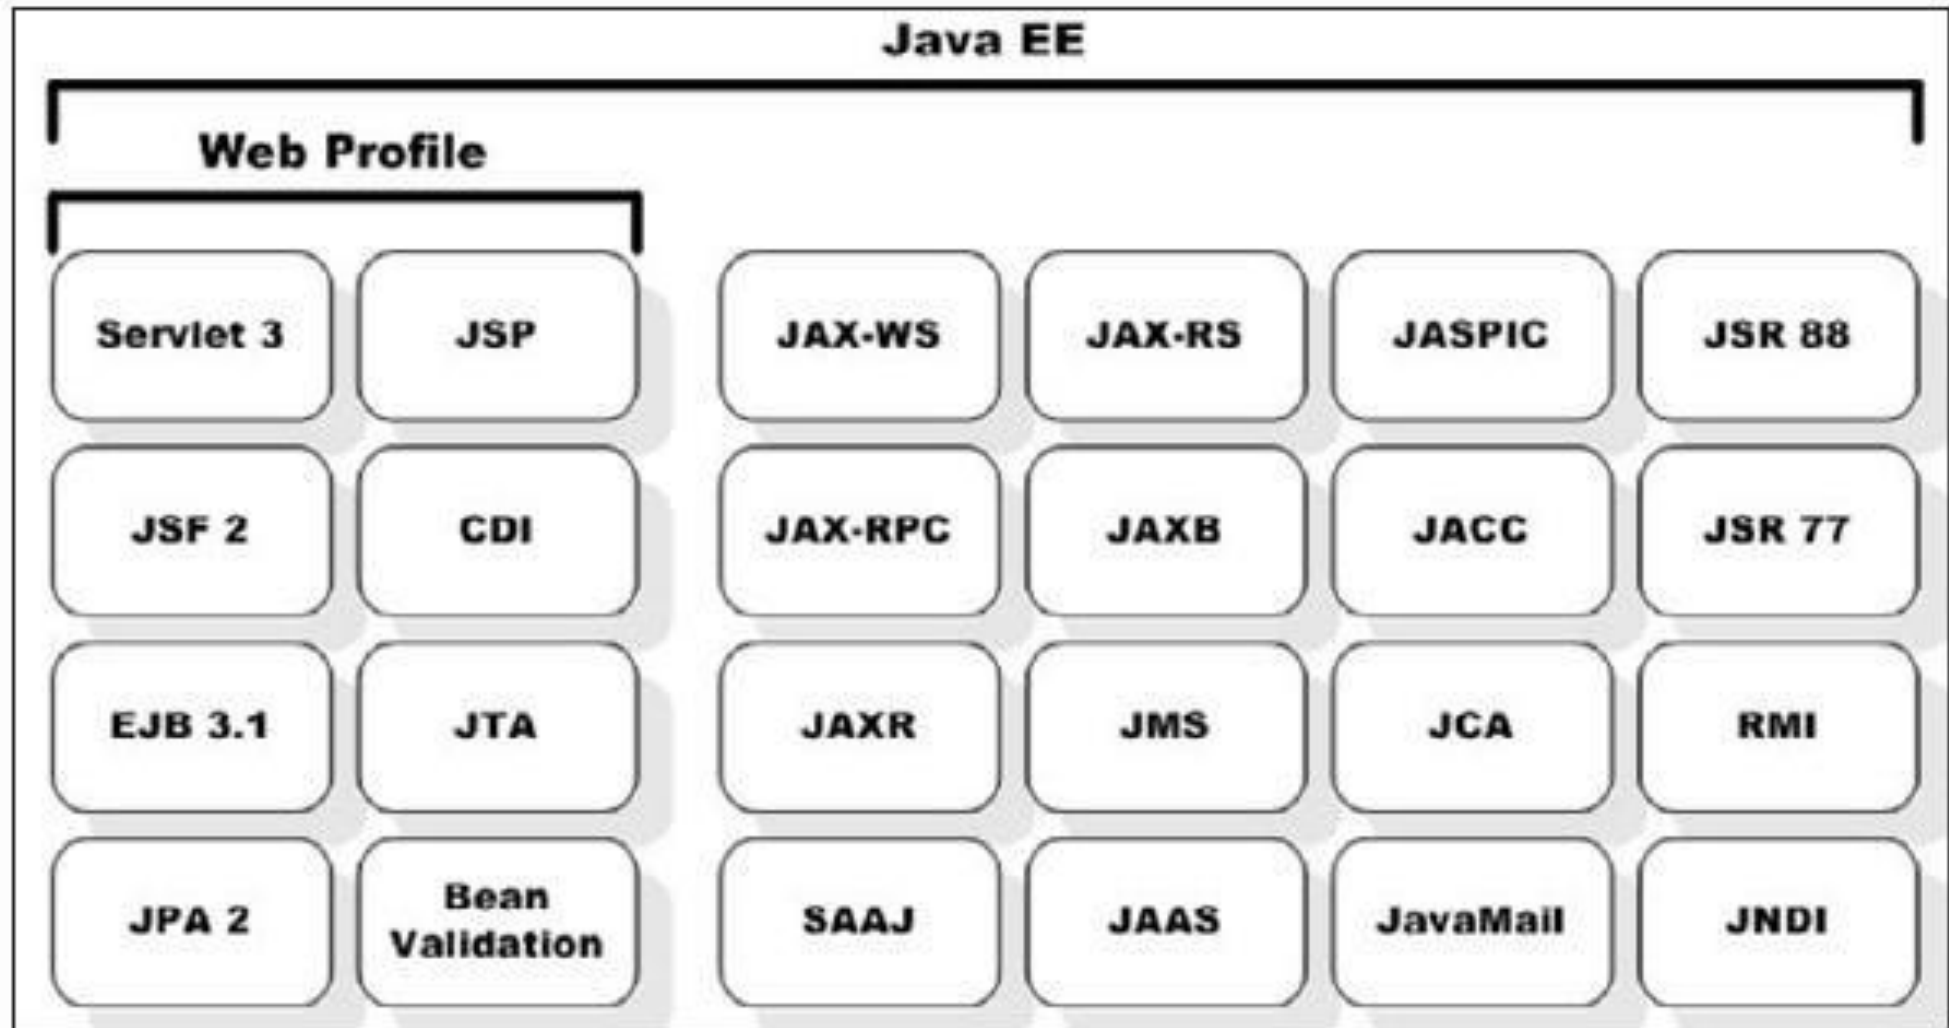 Java EE
Web Profile
Servlet 3
JSP
JAX-WS
JAX-RS
JASPIC
JSR 88
JSF 2
CDI
JAX-RPC
JAXB
JACC
JSR 77
EJB 3.1
JTA
JAXR
JMS
JCA
RMI
JPA 2
Bean
Validation
SAAJ
JAAS
JavaMail
JNDI